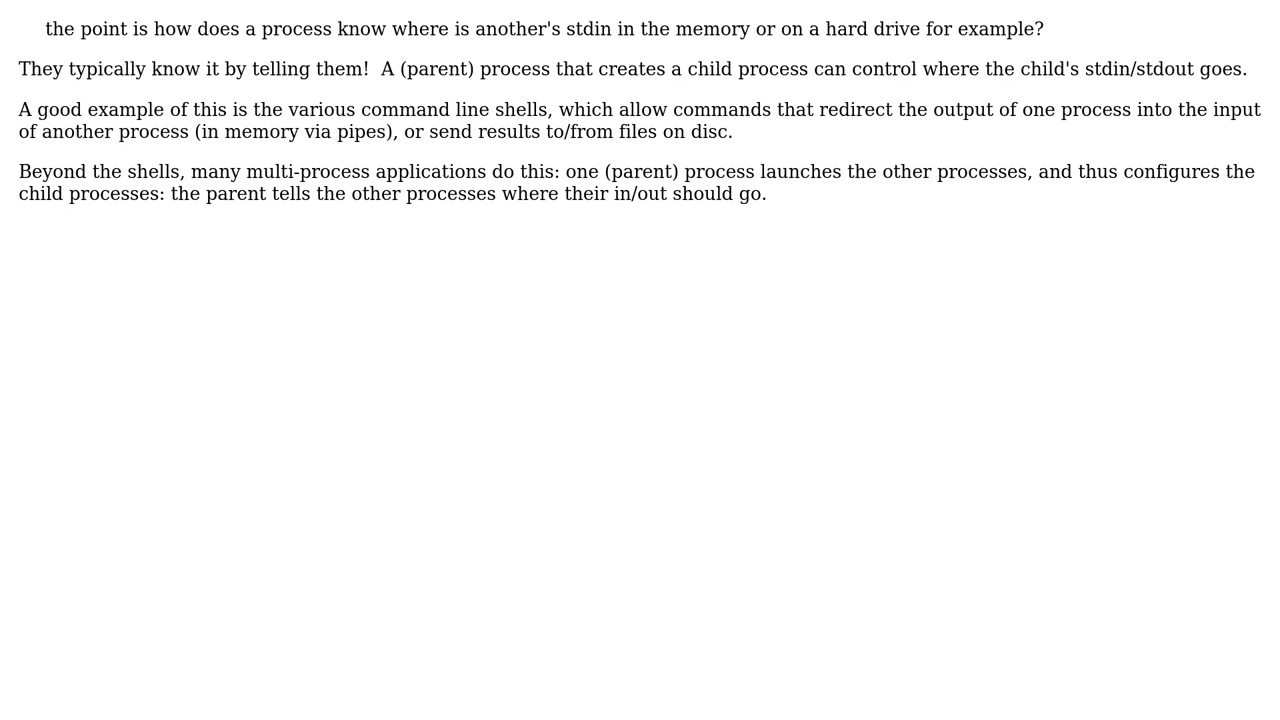 the point is how does a process know where is another's stdin in the memory or on a hard drive for example?
They typically know it by telling them!  A (parent) process that creates a child process can control where the child's stdin/stdout goes.
A good example of this is the various command line shells, which allow commands that redirect the output of one process into the input
of another process (in memory via pipes), or send results to/from files on disc.
Beyond the shells, many multi-process applications do this: one (parent) process launches the other processes, and thus configures the
child processes: the parent tells the other processes where their in/out should go.